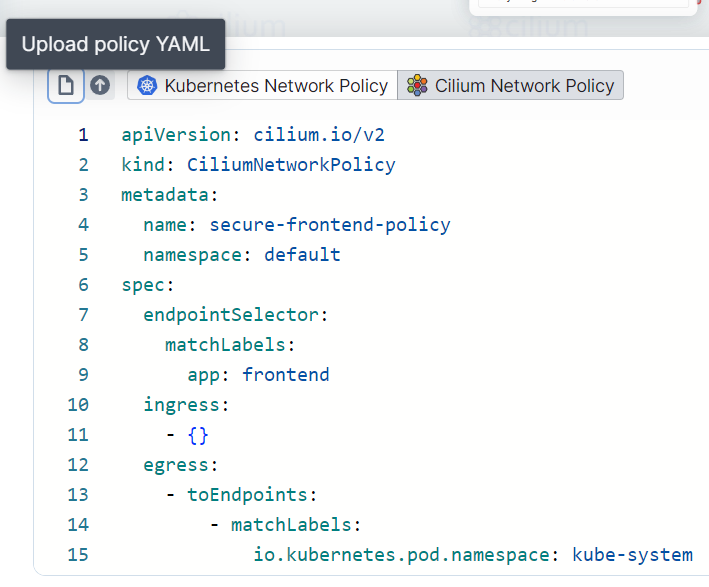 Upload policy YAML
Kubernetes Network Policy
Cilium Network Policy
1 apiVersion: cilium.io/v2
2 kind: CiliumNetworkPolicy
3 metadata:
4   name: secure-frontend-policy
5   namespace: default
6 spec:
7   endpointSelector:
8     matchLabels:
9       app: frontend
10   ingress:
11     - {}
12   egress:
13     - toEndpoints:
14         - matchLabels:
15             io.kubernetes.pod.namespace: kube-system